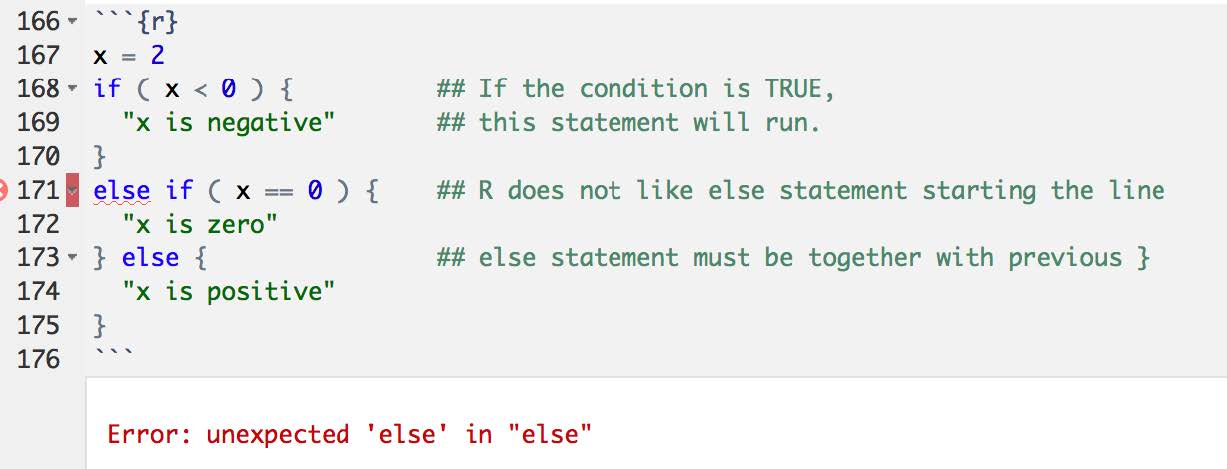 166 ```{r}
167 x = 2
168 if ( x < 0 ) { ## If the condition is TRUE,
169 "x is negative" ## this statement will run.
170 }
171 else if ( x == 0 ) { ## R does not like else statement starting the line
172 "x is zero"
173 } else { ## else statement must be together with previous }
174 "x is positive"
175 }
176 ```
Error: unexpected 'else' in "else"